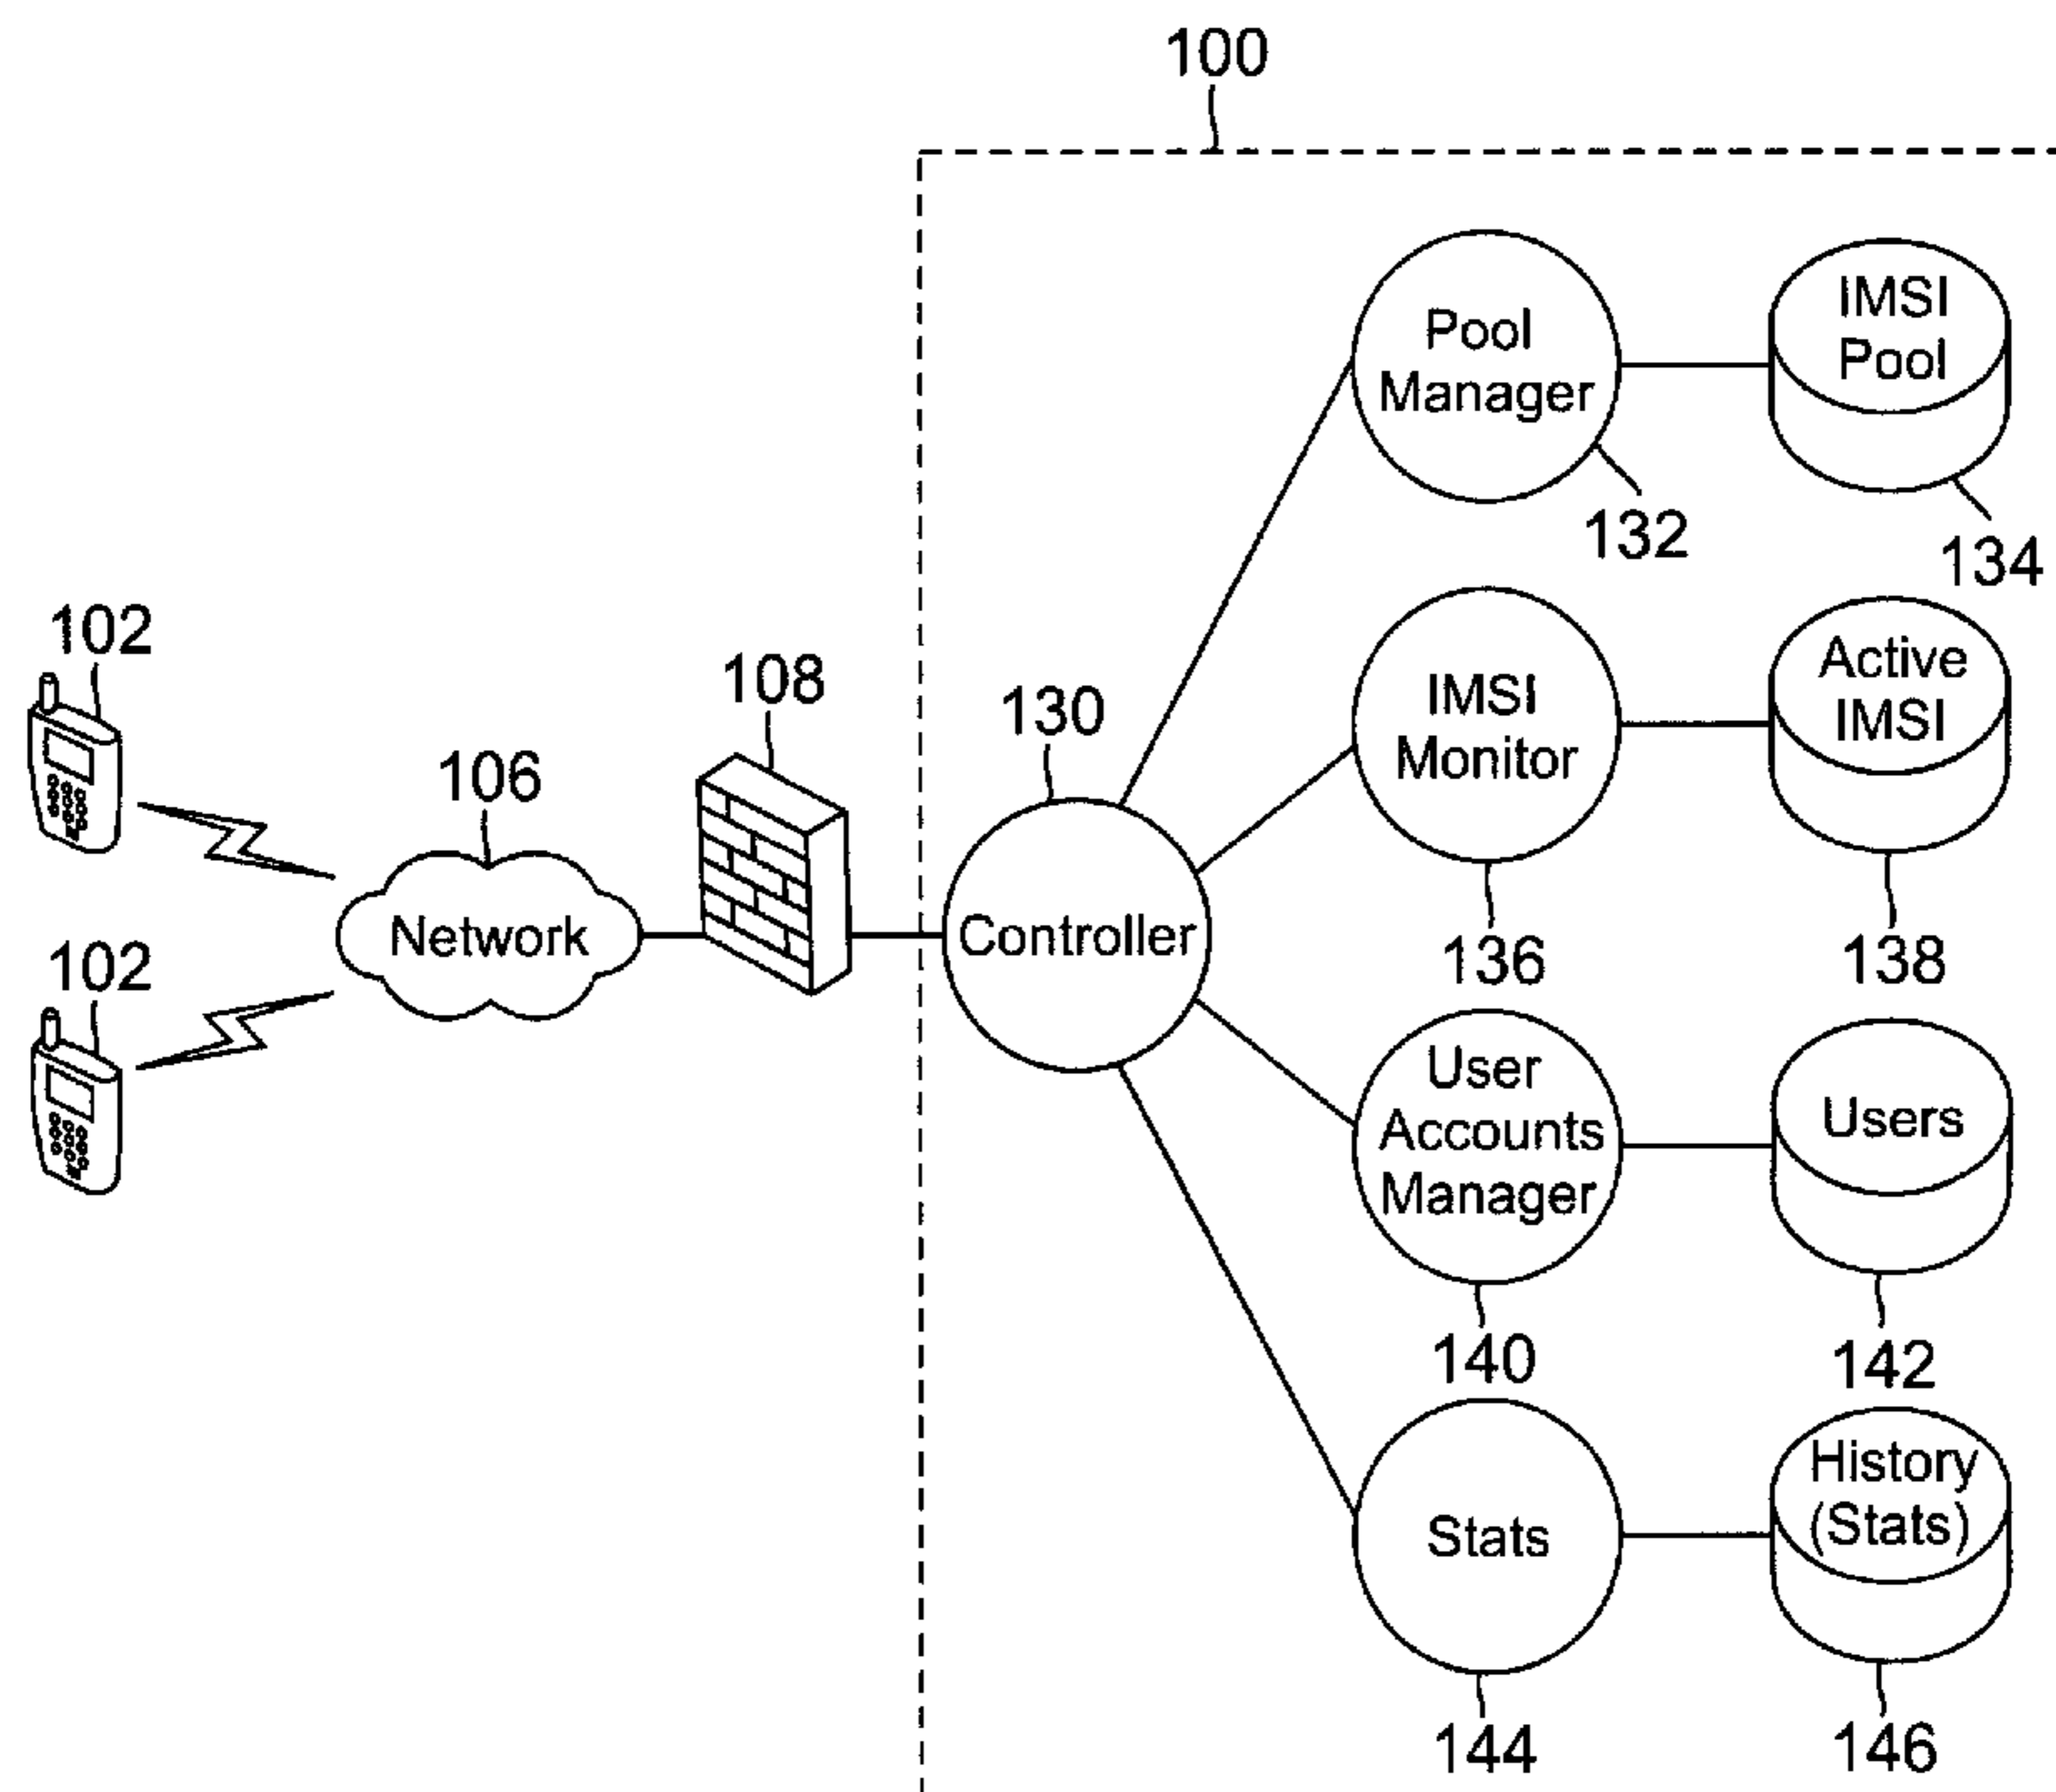 100
IMSI
Pool
Pool
Manager
132
134
102
108
130
106
IMSI
Monitor
Active
IMSI
Network
Controller
136
138
102
User
Accounts
Manager
Users
140
142
Stats
History
(Stats)
144
146